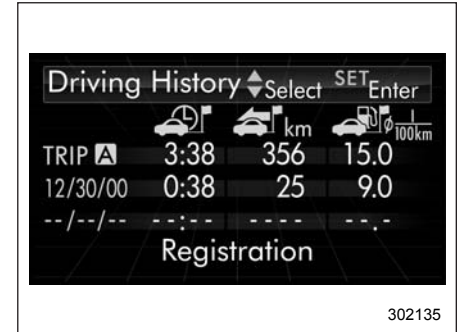 Driving History Select SET Enter
km ø l/100km
TRIP A 3:38 356 15.0
12/30/00 0:38 25 9.0
--/--/-- --:-- ---- --.-
Registration
302135